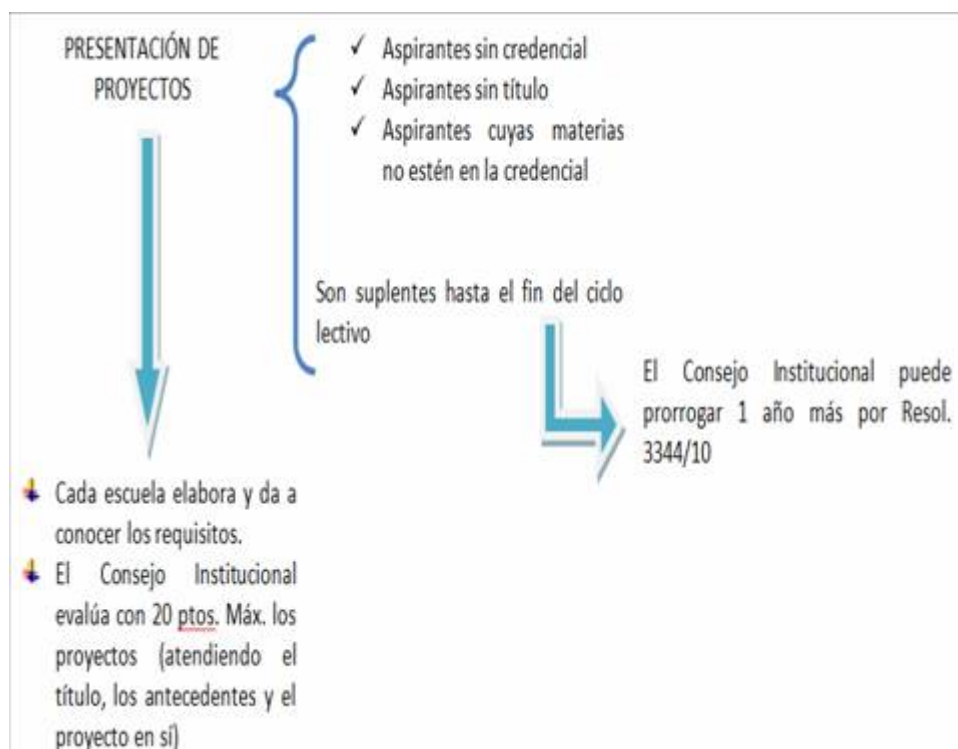 PRESENTACIÓN DE
PROYECTOS
✓ Aspirantes sin credencial
✓ Aspirantes sin título
✓ Aspirantes cuyas materias
no estén en la credencial
Son suplentes hasta el fin del ciclo
lectivo
El Consejo Institucional puede
prorrogar 1 año más por Resol.
3344/10
Cada escuela elabora y da a
conocer los requisitos.
El Consejo Institucional
evalúa con 20 ptos. Máx. los
proyectos (atendiendo el
título, los antecedentes y el
proyecto en sí)